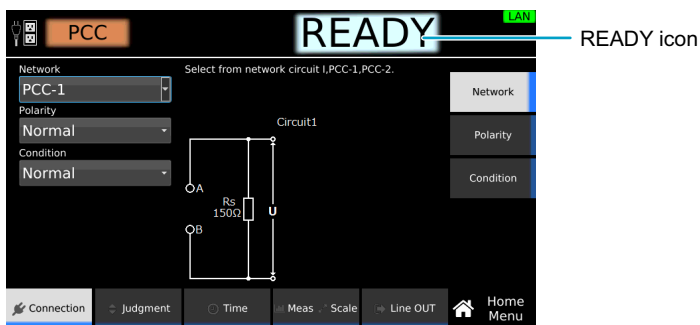 PCC
READY
LAN
READY icon
Network
Select from network circuit I,PCC-1,PCC-2.
PCC-1
Network
Polarity
Normal
Circuit1
Polarity
Condition
Normal
Condition
A
Rs
150Ω
U
B
Connection
Judgment
Time
Meas . Scale
Line OUT
Home
Menu